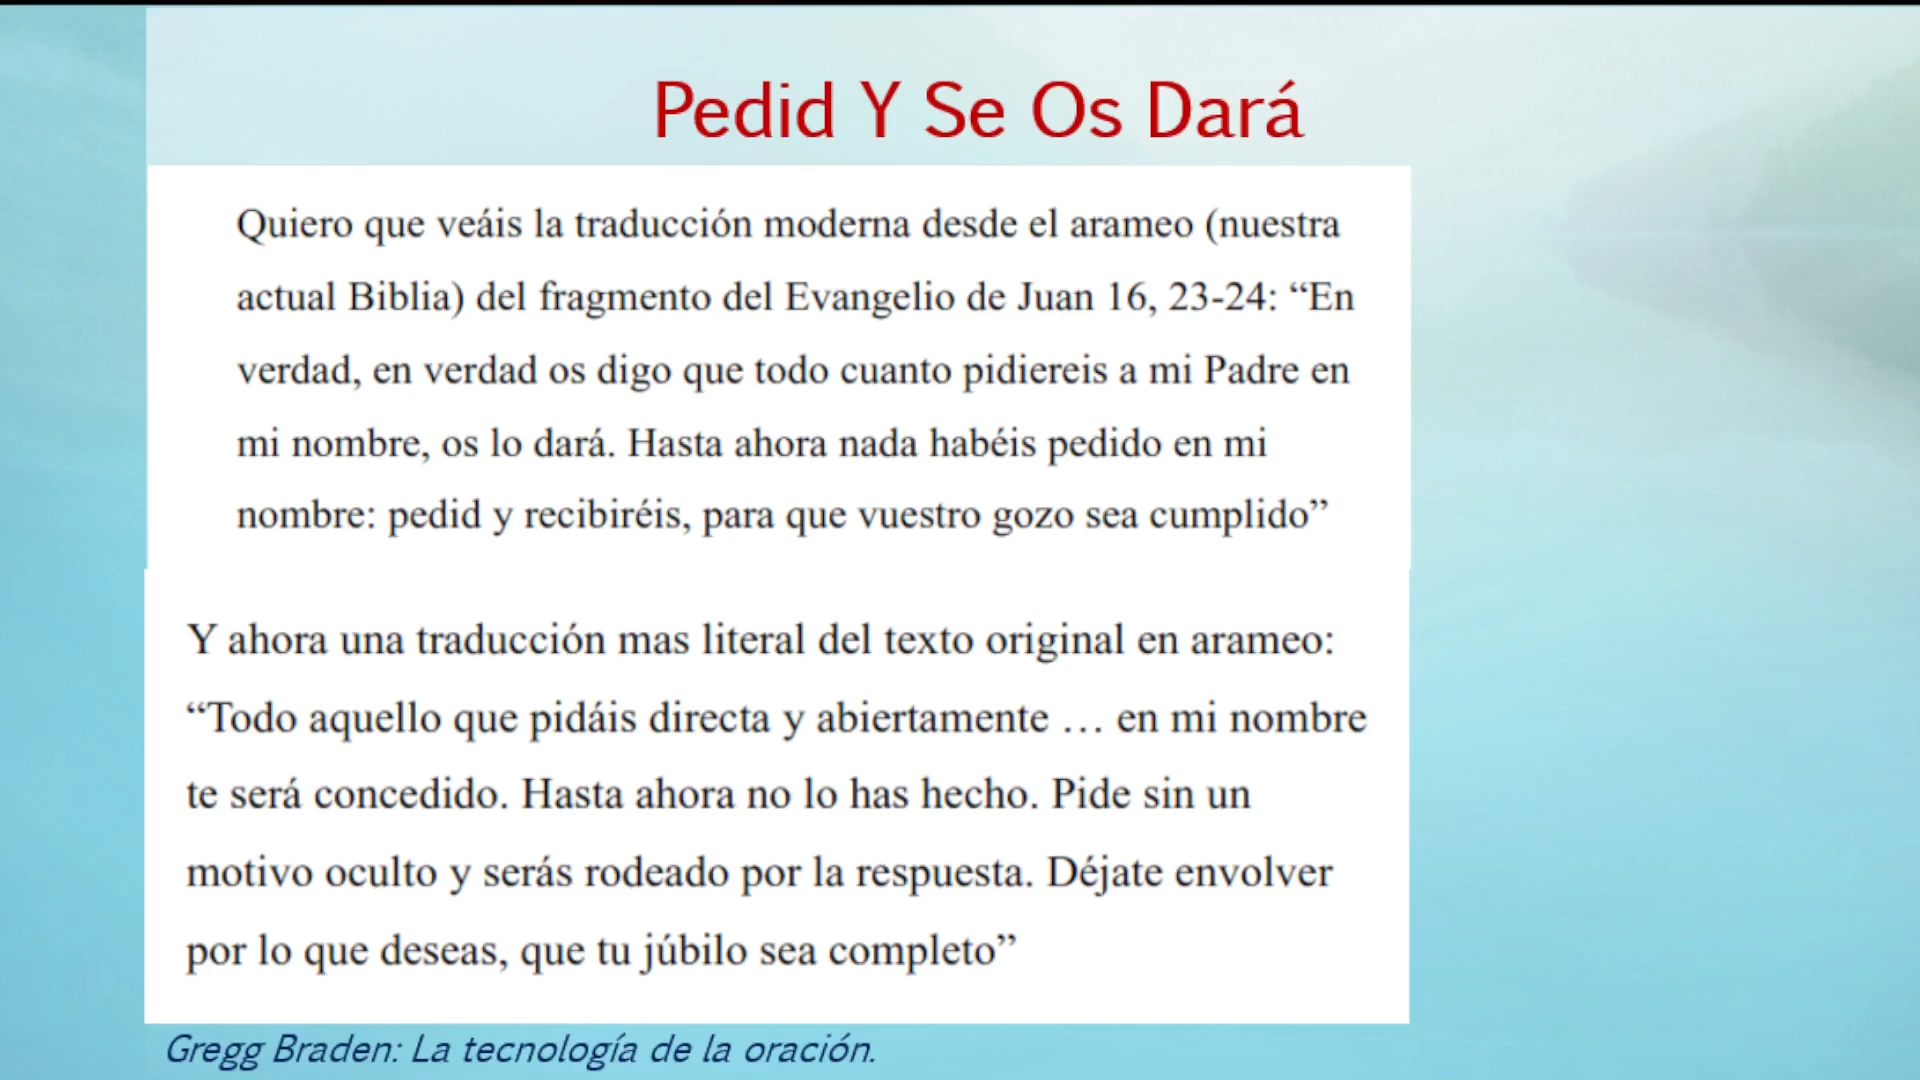 Pedid Y Se Os Dará
Quiero que veáis la traducción moderna desde el arameo (nuestra
actual Biblia) del fragmento del Evangelio de Juan 16, 23-24: “En
verdad, en verdad os digo que todo cuanto pidiereis a mi Padre en
mi nombre, os lo dará. Hasta ahora nada habéis pedido en mi
nombre: pedid y recibiréis, para que vuestro gozo sea cumplido”
Y ahora una traducción mas literal del texto original en arameo:
“Todo aquello que pidáis directa y abiertamente … en mi nombre
te será concedido. Hasta ahora no lo has hecho. Pide sin un
motivo oculto y serás rodeado por la respuesta. Déjate envolver
por lo que deseas, que tu júbilo sea completo”
Gregg Braden: La tecnología de la oración.